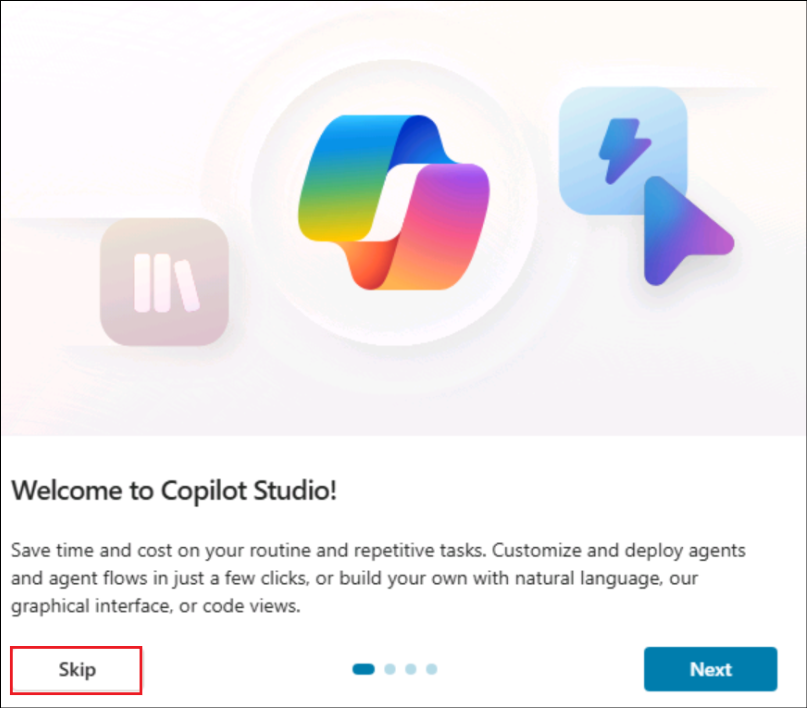 Welcome to Copilot Studio!
Save time and cost on your routine and repetitive tasks. Customize and deploy agents
and agent flows in just a few clicks, or build your own with natural language, our
graphical interface, or code views.
Skip
Next